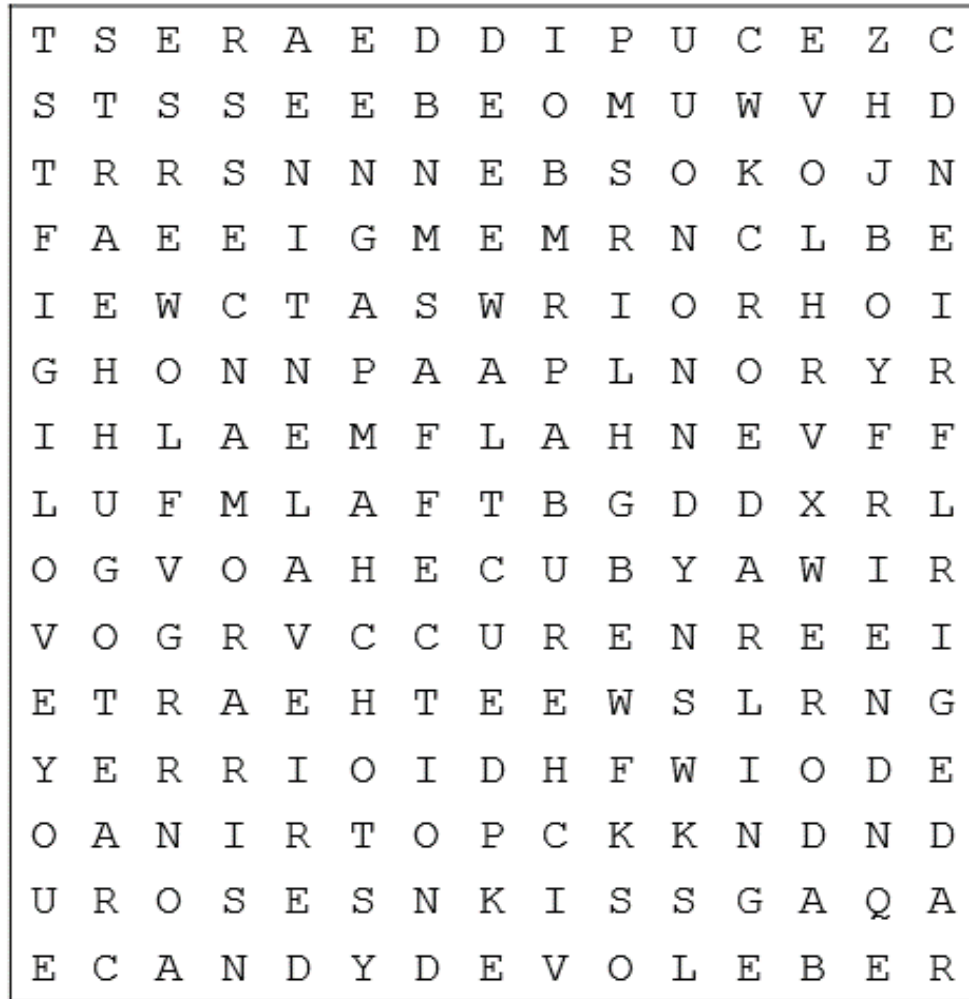 T S E R A E D D I P U C E Z C
S T S S E E B E O M U W V H D
T R R S N N N E B S O K O J N
F A E E I G M E M R N C L B E
I E W C T A S W R I O R H O I
G H O N N P A A P L N O R Y R
I H L A E M F L A H N E V F F
L U F M L A F T B G D D X R L
O G V O A H E C U B Y A W I R
V O G R V C C U R E N R E E I
E T R A E H T E E W S L R N G
Y E R R I O I D H F W I O D E
O A N I R T O P C K K N D N D
U R O S E S N K I S S G A Q A
E C A N D Y D E V O L E B E R